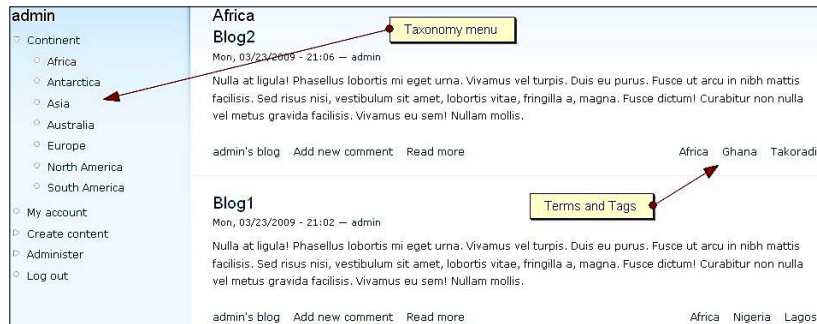 admin
Continent
Africa
Antarctica
Asia
Australia
Europe
North America
South America
My account
Create content
Administer
Log out
Africa
Taxonomy menu
Blog2
Mon, 03/23/2009 - 21:06 — admin
Nulla at ligula! Phasellus lobortis mi eget urna. Vivamus vel turpis. Duis eu purus. Fusce ut arcu in nibh mattis
facilisis. Sed risus nisi, vestibulum sit amet, lobortis vitae, fringilla a, magna. Fusce dictum! Curabitur non nulla
vel metus gravida facilisis. Vivamus eu sem! Nullam mollis.
admin's blog Add new comment Read more Africa Ghana Takoradi
Blog1
Terms and Tags
Mon, 03/23/2009 - 21:02 — admin
Nulla at ligula! Phasellus lobortis mi eget urna. Vivamus vel turpis. Duis eu purus. Fusce ut arcu in nibh mattis
facilisis. Sed risus nisi, vestibulum sit amet, lobortis vitae, fringilla a, magna. Fusce dictum! Curabitur non nulla
vel metus gravida facilisis. Vivamus eu sem! Nullam mollis.
admin's blog Add new comment Read more Africa Nigeria Lagos